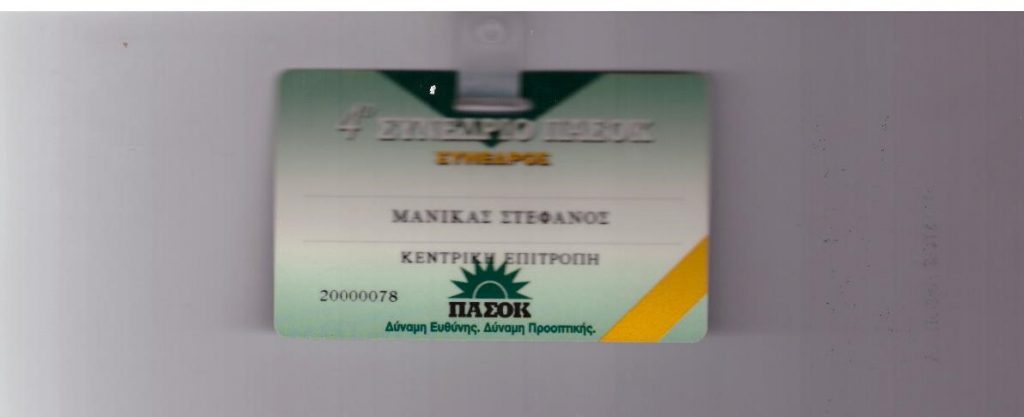 4ο ΣΥΝΕΔΡΙΟ ΠΑΣΟΚ
ΣΥΝΕΔΡΟΣ
ΜΑΝΙΚΑΣ ΣΤΕΦΑΝΟΣ
ΚΕΝΤΡΙΚΗ ΕΠΙΤΡΟΠΗ
20000078
ΠΑΣΟΚ
Δύναμη Ευθύνης. Δύναμη Προοπτικής.